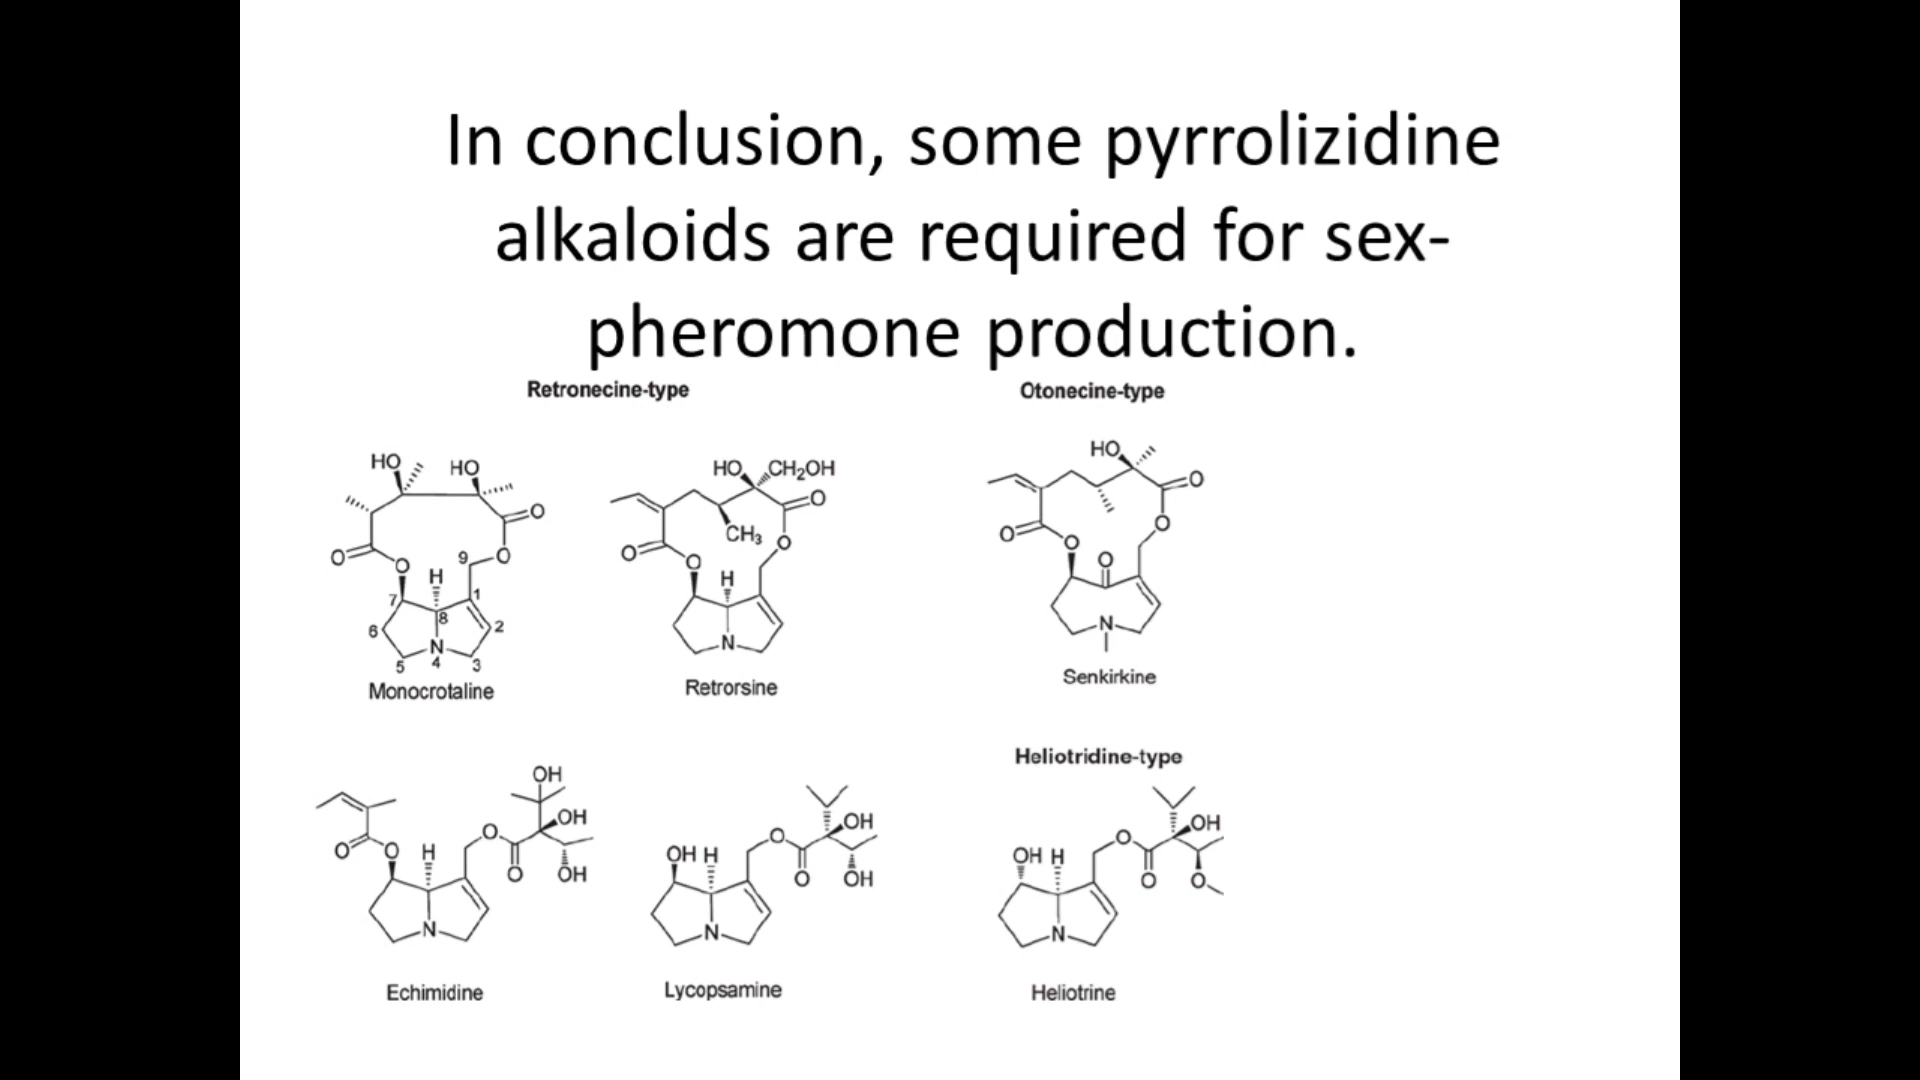 In conclusion, some pyrrolizidine
alkaloids are required for sex-
pheromone production.
Retronecine-type
Otonecine-type
HO
HO
O
O
O
O
H
9
7
8
1
6
2
N
5
4
3
Monocrotaline
HO
CH₂OH
O
CH₃
O
O
O
H
N
Retrorsine
HO
O
O
O
O
O
N
Senkirkine
Heliotridine-type
OH
OH
O
O
O
H
O
OH
N
Echimidine
OH
O
OH
H
O
OH
N
Lycopsamine
OH
O
OH
H
O
O
N
Heliotrine